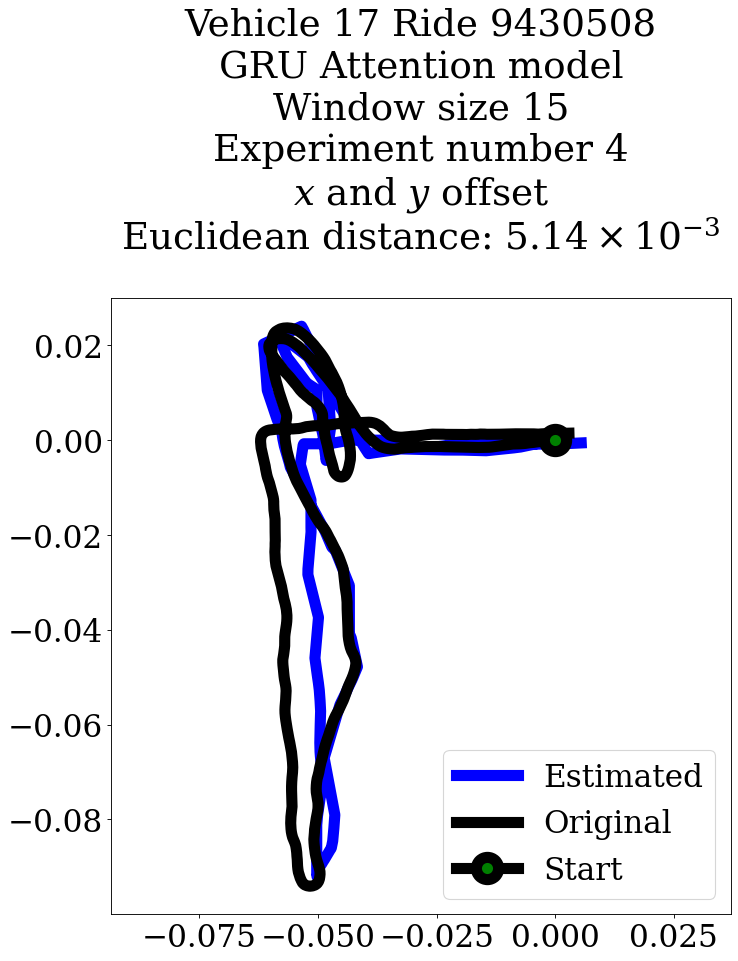 Vehicle 17 Ride 9430508
GRU Attention model
Window size 15
Experiment number 4
x and y offset
Euclidean distance: 5.14 × 10⁻³
0.02
0.00
−0.02
−0.04
−0.06
−0.08
Estimated
Original
Start
−0.075 −0.050 −0.025 0.000 0.025